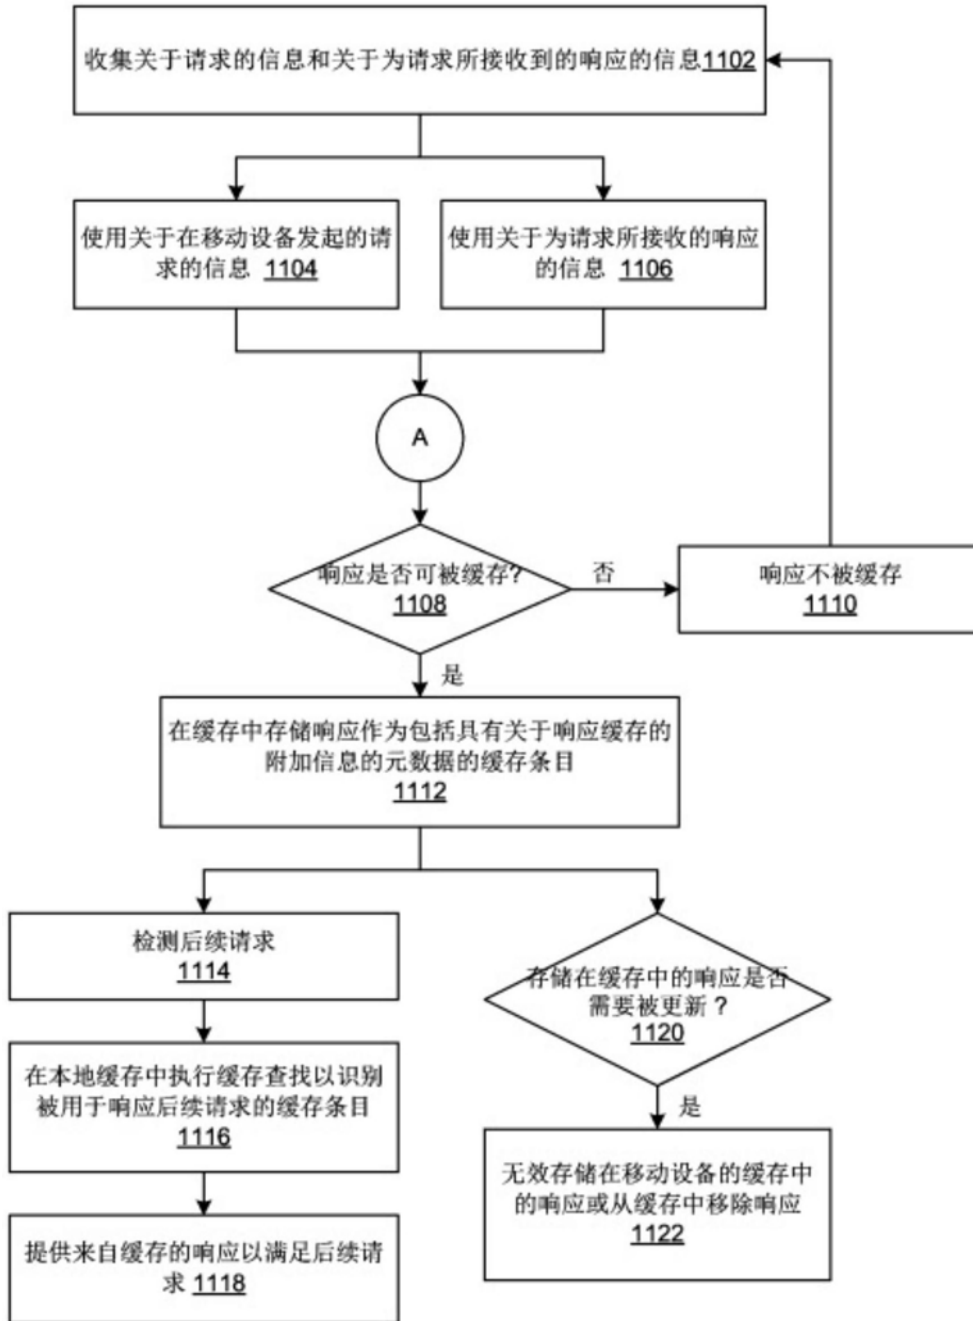 收集关于请求的信息和关于为请求所接收到的响应的信息1102
使用关于在移动设备发起的请
求的信息 1104
使用关于为请求所接收的响应
的信息 1106
A
响应是否可被缓存?
1108
否
响应不被缓存
1110
是
在缓存中存储响应作为包括具有关于响应缓存的
附加信息的元数据的缓存条目
1112
检测后续请求
1114
存储在缓存中的响应是否
需要被更新？
1120
在本地缓存中执行缓存查找以识别
被用于响应后续请求的缓存条目
1116
是
无效存储在移动设备的缓存中
的响应或从缓存中移除响应
1122
提供来自缓存的响应以满足后续请
求 1118